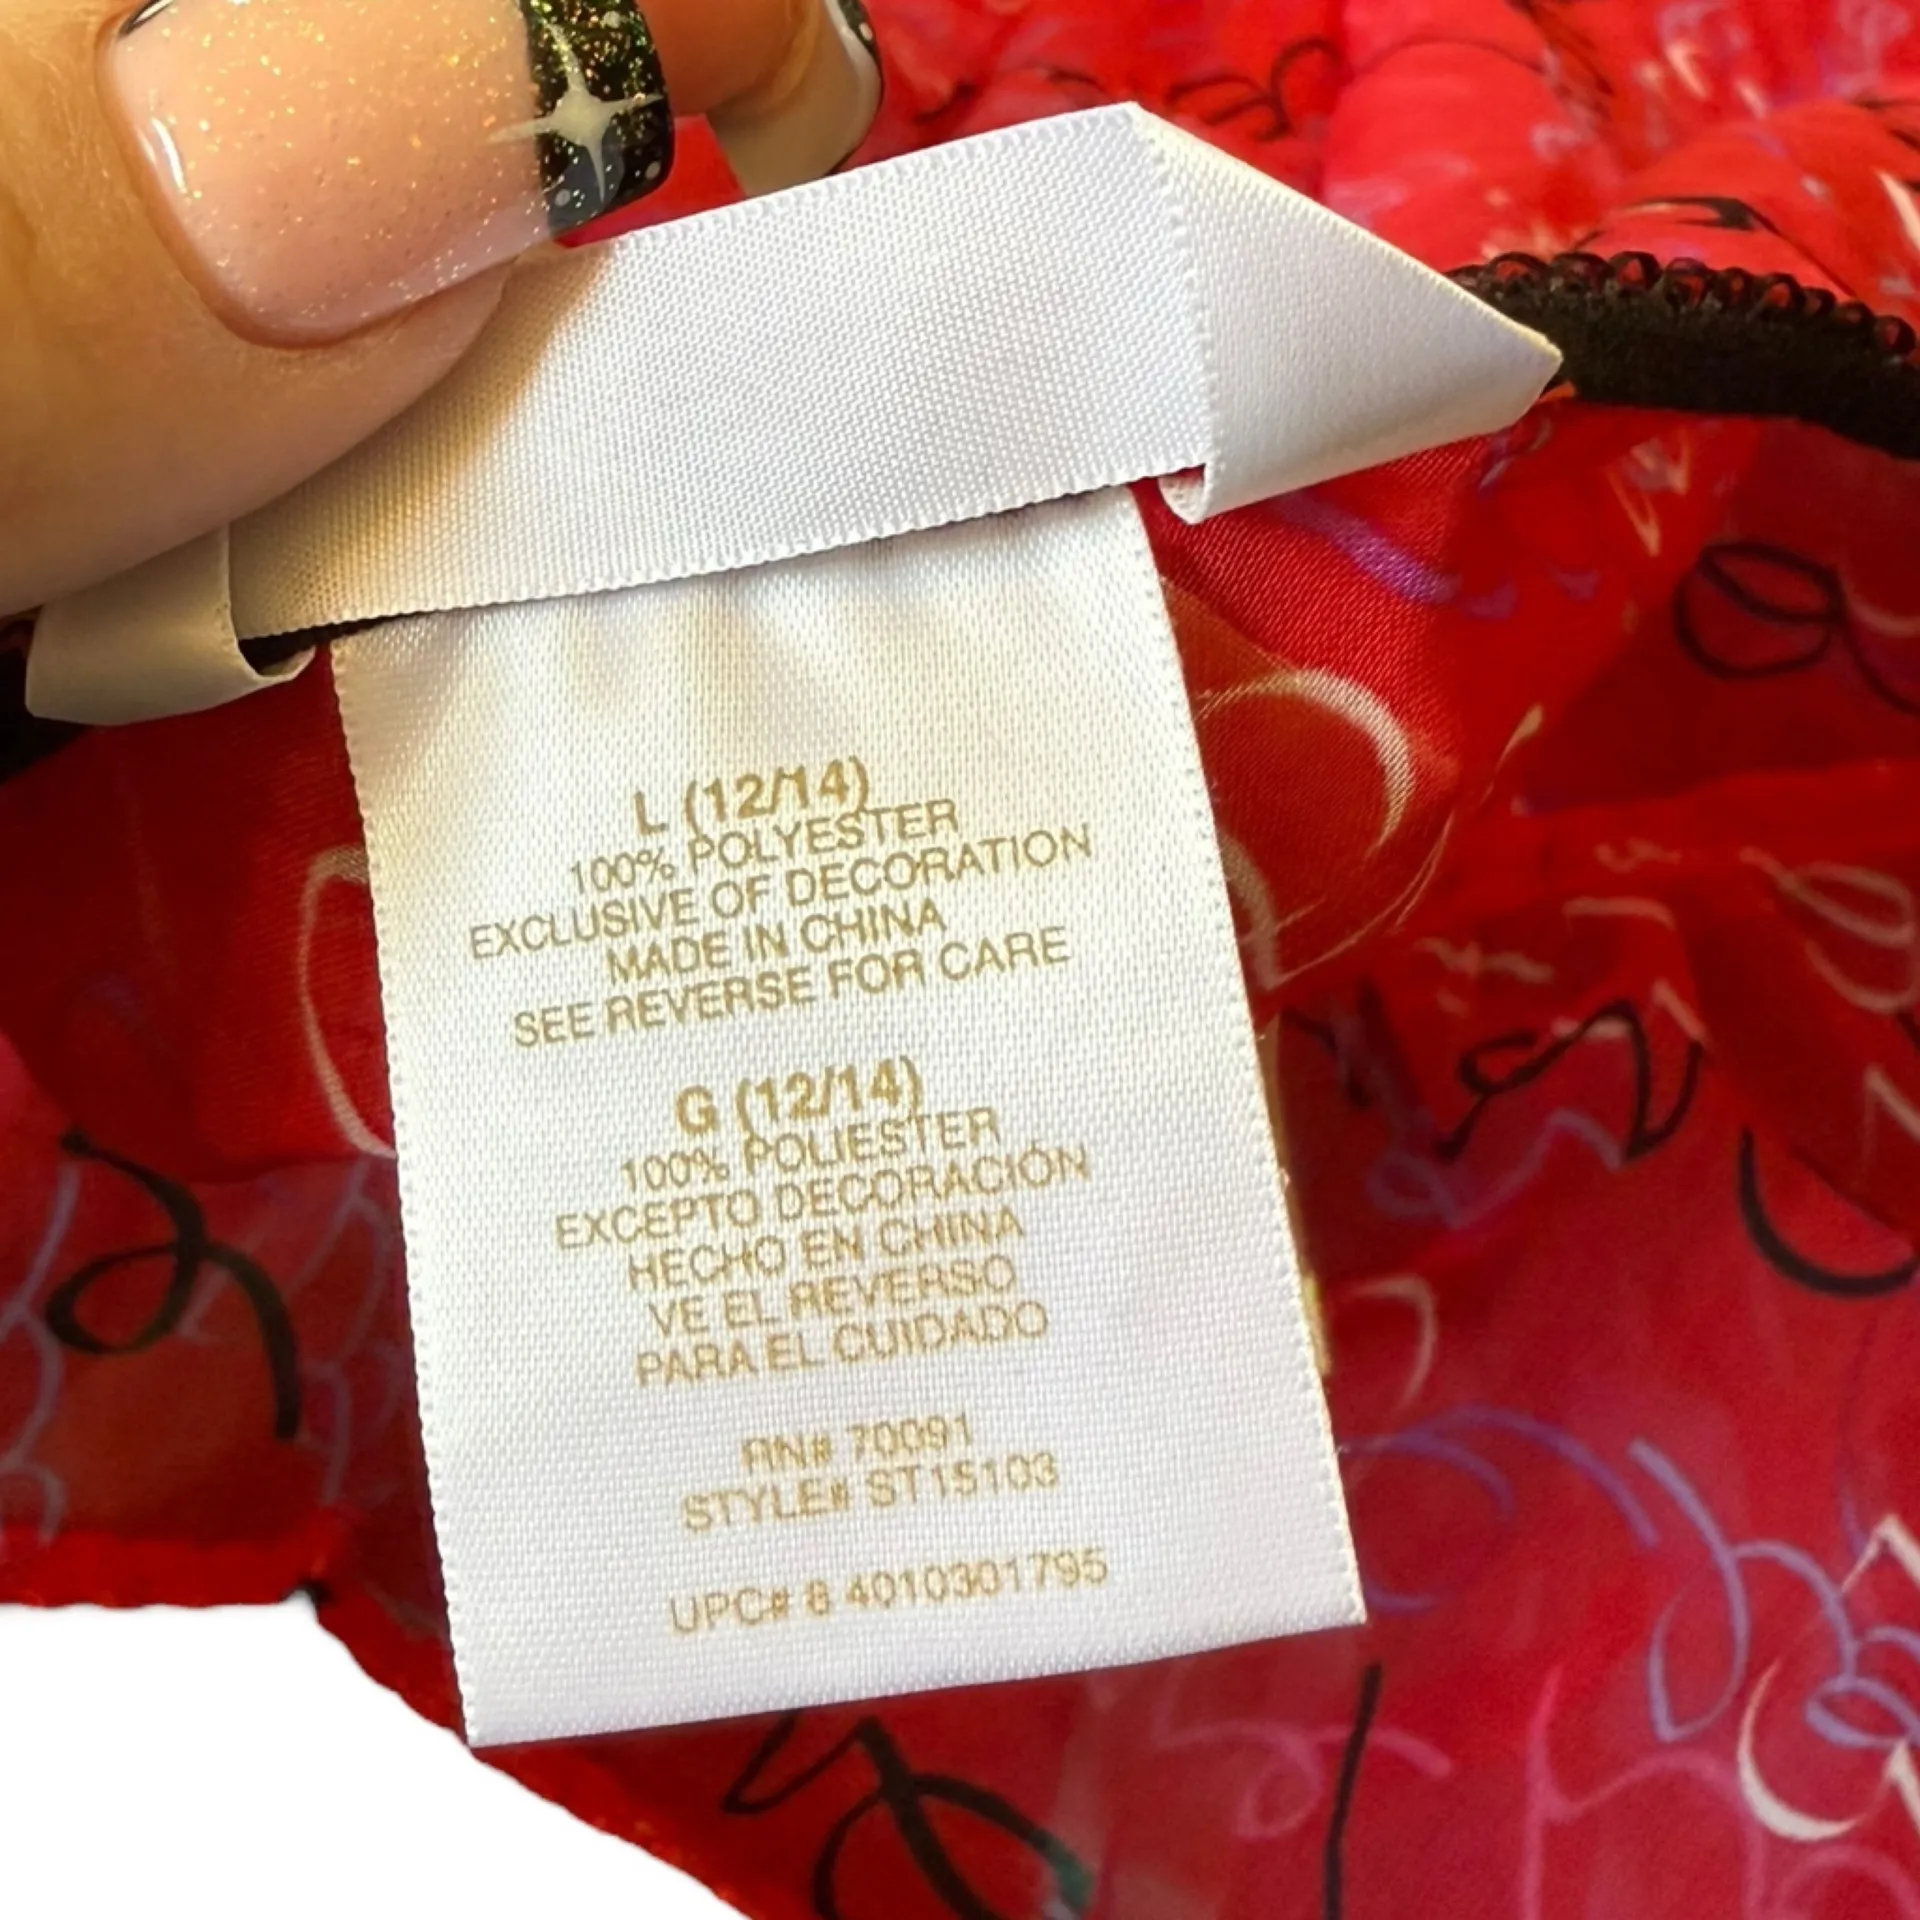 L (12/14)
100% POLYESTER
EXCLUSIVE OF DECORATION
MADE IN CHINA
SEE REVERSE FOR CARE
G (12/14)
100% POLIESTER
EXCEPTO DECORACIÓN
HECHO EN CHINA
VE EL REVERSO
PARA EL CUIDADO
RN# 70091
STYLE# ST15103
UPC# 8 4010301795